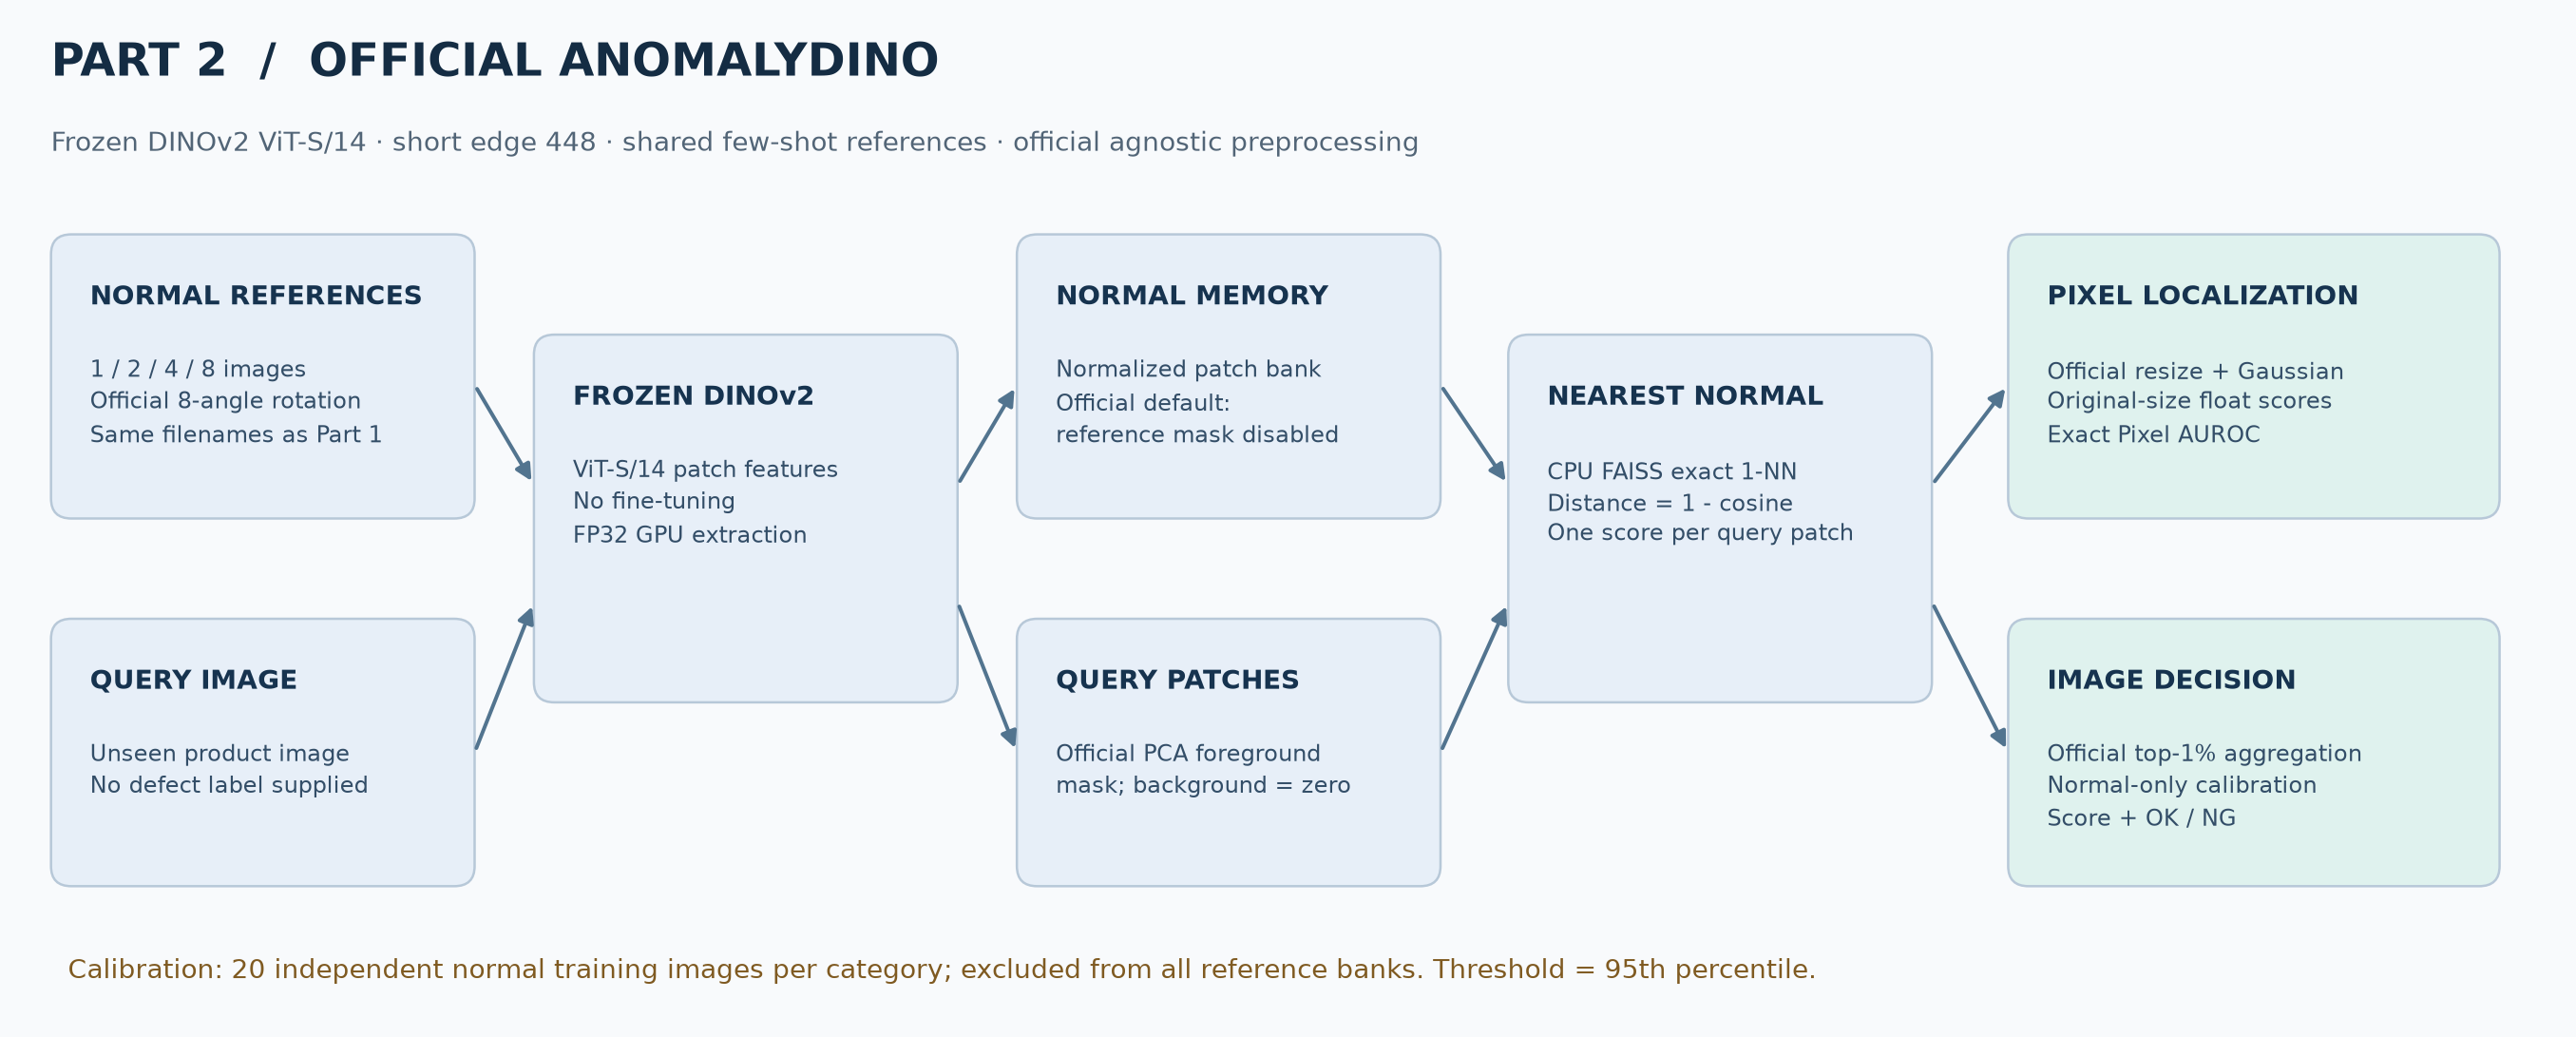 PART 2 / OFFICIAL ANOMALYDINO
Frozen DINOv2 ViT-S/14 · short edge 448 · shared few-shot references · official agnostic preprocessing
NORMAL REFERENCES
1 / 2 / 4 / 8 images
Official 8-angle rotation
Same filenames as Part 1
QUERY IMAGE
Unseen product image
No defect label supplied
FROZEN DINOv2
ViT-S/14 patch features
No fine-tuning
FP32 GPU extraction
NORMAL MEMORY
Normalized patch bank
Official default:
reference mask disabled
QUERY PATCHES
Official PCA foreground
mask; background = zero
NEAREST NORMAL
CPU FAISS exact 1-NN
Distance = 1 - cosine
One score per query patch
PIXEL LOCALIZATION
Official resize + Gaussian
Original-size float scores
Exact Pixel AUROC
IMAGE DECISION
Official top-1% aggregation
Normal-only calibration
Score + OK / NG
Calibration: 20 independent normal training images per category; excluded from all reference banks. Threshold = 95th percentile.